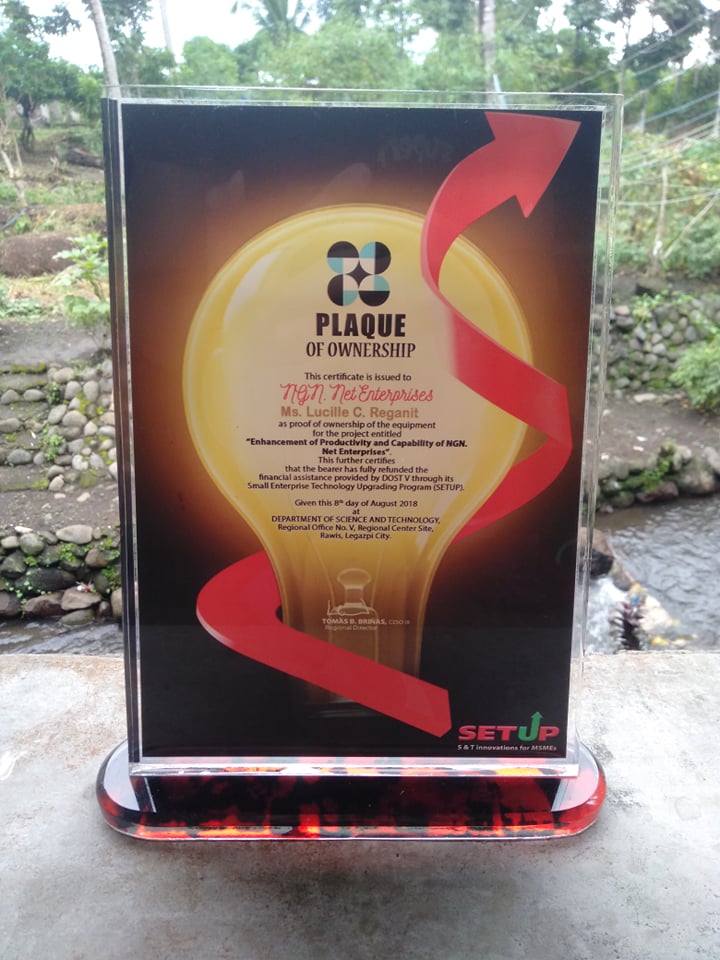 PLAQUE
OF OWNERSHIP
This certificate is issued to
NGN. Net Enterprises
Ms. Lucille C. Reganit
as proof of ownership of the equipment
for the project entitled
"Enhancement of Productivity and Capability of NGN.
Net Enterprises".
This further certifies
that the bearer has fully refunded the
financial assistance provided by DOST V through its
Small Enterprise Technology Upgrading Program (SETUP).
Given this 8th day of August 2018
at
DEPARTMENT OF SCIENCE AND TECHNOLOGY,
Regional Office No. V, Regional Center Site,
Rawis, Legazpi City.
TOMAS B. BRIÑAS, CESO III
Regional Director
SETUP
S & T innovations for MSMEs